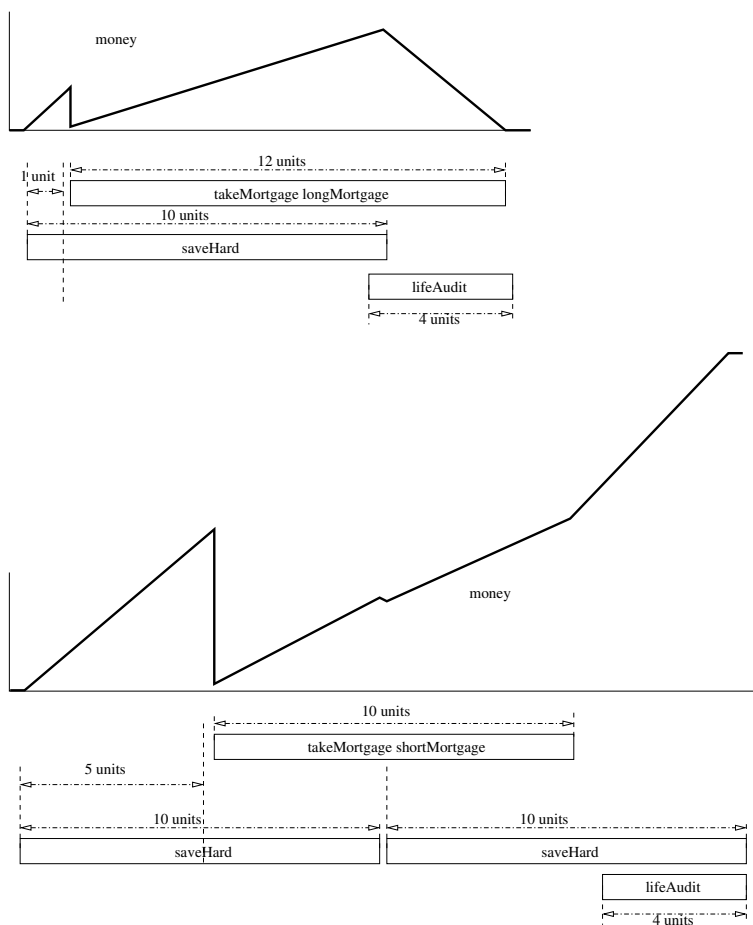 money
12 units
1 unit
takeMortgage longMortgage
10 units
saveHard
lifeAudit
4 units
money
10 units
takeMortgage shortMortgage
5 units
10 units
10 units
saveHard
saveHard
lifeAudit
4 units